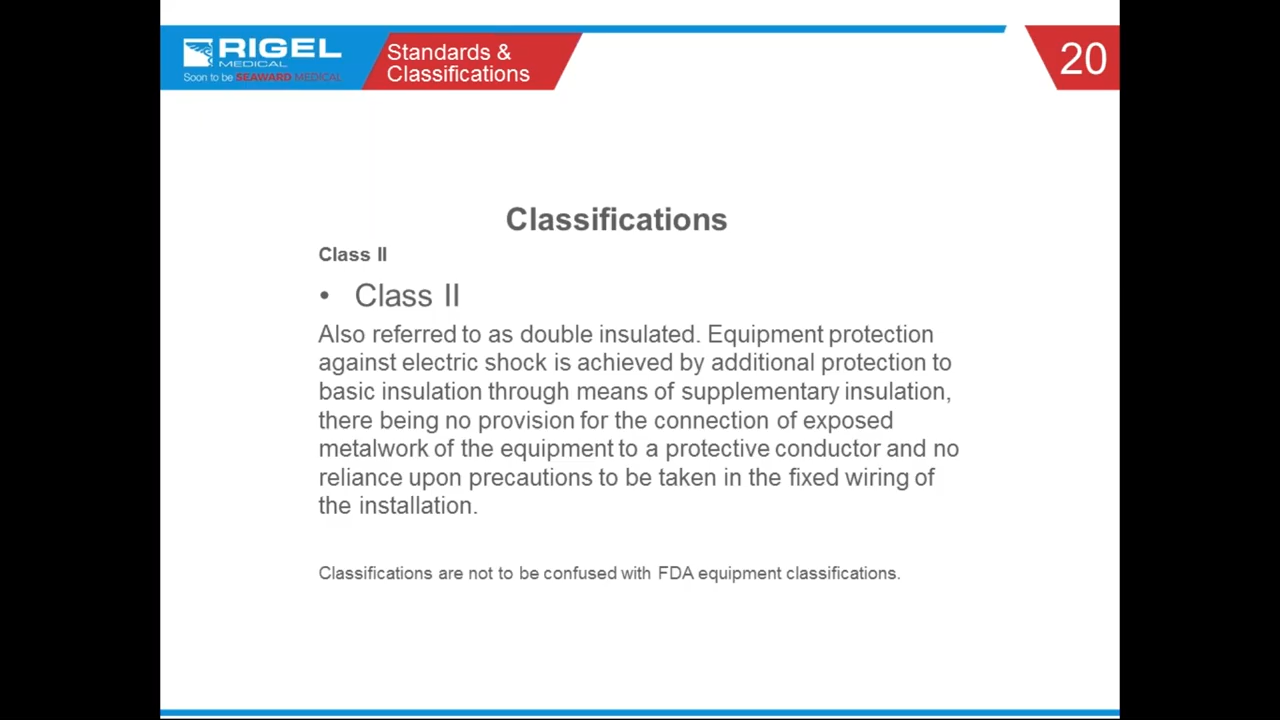 RIGEL
MEDICAL
Soon to be SEAWARD MEDICAL
Standards &
Classifications
20
Classifications
Class II
• Class II
Also referred to as double insulated. Equipment protection
against electric shock is achieved by additional protection to
basic insulation through means of supplementary insulation,
there being no provision for the connection of exposed
metalwork of the equipment to a protective conductor and no
reliance upon precautions to be taken in the fixed wiring of
the installation.
Classifications are not to be confused with FDA equipment classifications.